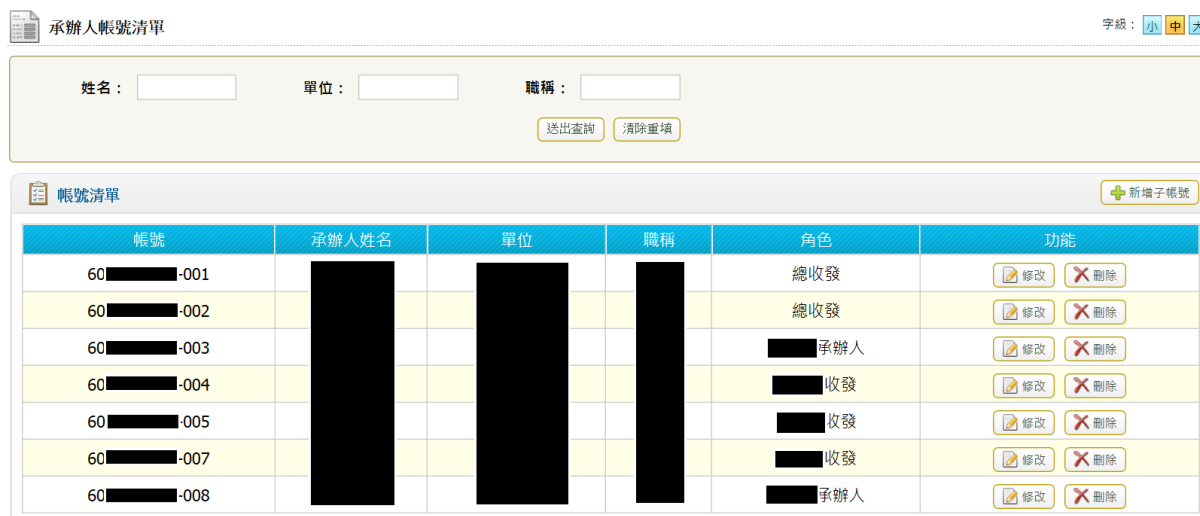 承辦人帳號清單
字級： 小 中 大
姓名： 單位： 職稱：
送出查詢 清除重填
帳號清單 新增子帳號
帳號 承辦人姓名 單位 職稱 角色 功能
60 -001 總收發 修改 刪除
60 -002 總收發 修改 刪除
60 -003 承辦人 修改 刪除
60 -004 收發 修改 刪除
60 -005 收發 修改 刪除
60 -007 收發 修改 刪除
60 -008 承辦人 修改 刪除